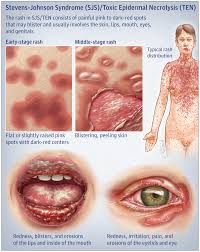 Stevens-Johnson Syndrome (SJS)/Toxic Epidermal Necrolysis (TEN)
The rash in SJS/TEN consists of painful pink to dark-red spots
that may blister and usually involves the skin, lips, mouth, eyes,
and genitals.
Early-stage rash
Middle-stage rash
Typical rash
distribution
Flat or slightly raised pink
spots with dark-red centers
Blistering, peeling skin
Redness, blisters, and erosions
of the lips and inside of the mouth
Redness, irritation, pus, and
erosions of the eyelids and eye